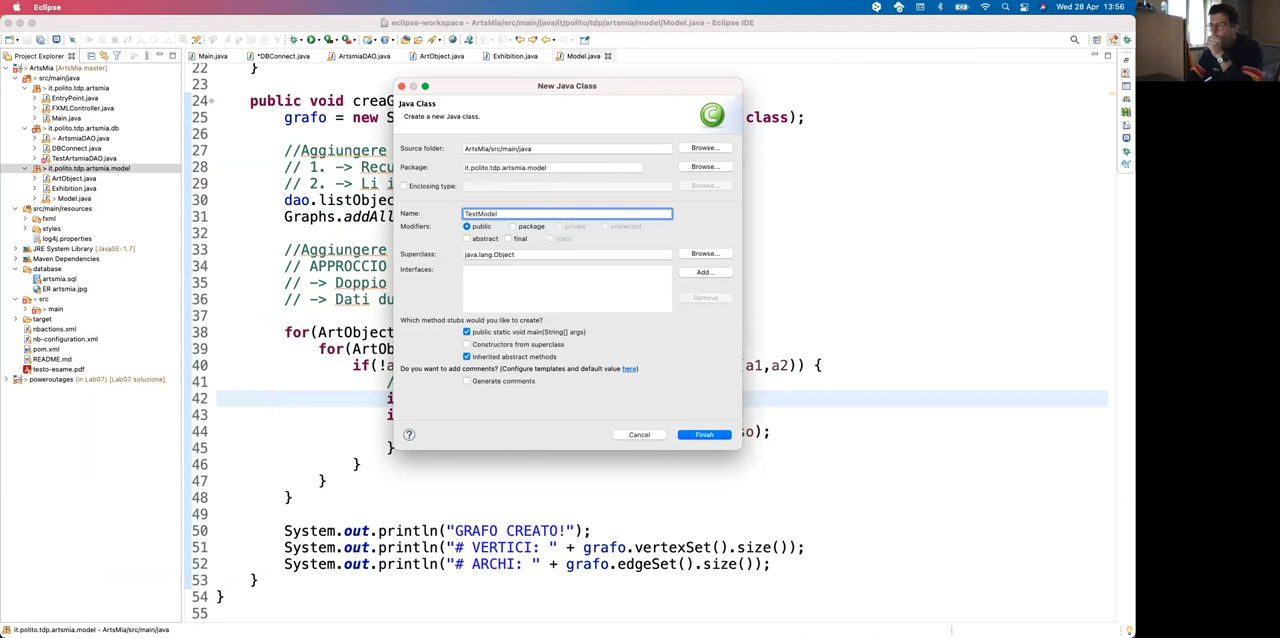 Eclipse
Wed 28 Apr 13:56
eclipse-workspace - ArtsMia/src/main/java/it/polito/tdp/artsmia/model/Model.java - Eclipse IDE
Project Explorer
Main.java
*DBConnect.java
ArtsmiaDAO.java
ArtObject.java
Exhibition.java
Model.java
ArtsMia [ArtsMia master]
src/main/java
it.polito.tdp.artsmia
EntryPoint.java
FXMLController.java
Main.java
it.polito.tdp.artsmia.db
ArtsmiaDAO.java
DBConnect.java
TestArtsmiaDAO.java
it.polito.tdp.artsmia.model
ArtObject.java
Exhibition.java
Model.java
src/main/resources
fxml
styles
log4j.properties
JRE System Library [JavaSE-1.7]
Maven Dependencies
database
artsmia.sql
ER artsmia.jpg
src
main
target
nbactions.xml
nb-configuration.xml
pom.xml
README.md
testo-esame.pdf
poweroutages (in Lab07) [Lab07 soluzione]
22 }
23
24 public void crea
25 grafo = new class);
26
27 //Aggiungere
28 // 1. -> Recu
29 // 2. -> Li i
30 dao.listObjec
31 Graphs.addAll
32
33 //Aggiungere
34 // APPROCCIO
35 // -> Doppio
36 // -> Dati du
37
38 for(ArtObject
39 for(ArtOb
40 if(!a a1,a2)) {
41 /
42 i
43 i
44 so);
45 }
46 }
47 }
48 }
49
50 System.out.println("GRAFO CREATO!");
51 System.out.println("# VERTICI: " + grafo.vertexSet().size());
52 System.out.println("# ARCHI: " + grafo.edgeSet().size());
53 }
54 }
55
New Java Class
Java Class
Create a new Java class.
Source folder: ArtsMia/src/main/java Browse...
Package: it.polito.tdp.artsmia.model Browse...
Enclosing type: Browse...
Name: TestModel
Modifiers: public package private protected
abstract final static
Superclass: java.lang.Object Browse...
Interfaces: Add...
Remove
Which method stubs would you like to create?
public static void main(String[] args)
Constructors from superclass
Inherited abstract methods
Do you want to add comments? (Configure templates and default value here)
Generate comments
? Cancel Finish
it.polito.tdp.artsmia.model - ArtsMia/src/main/java